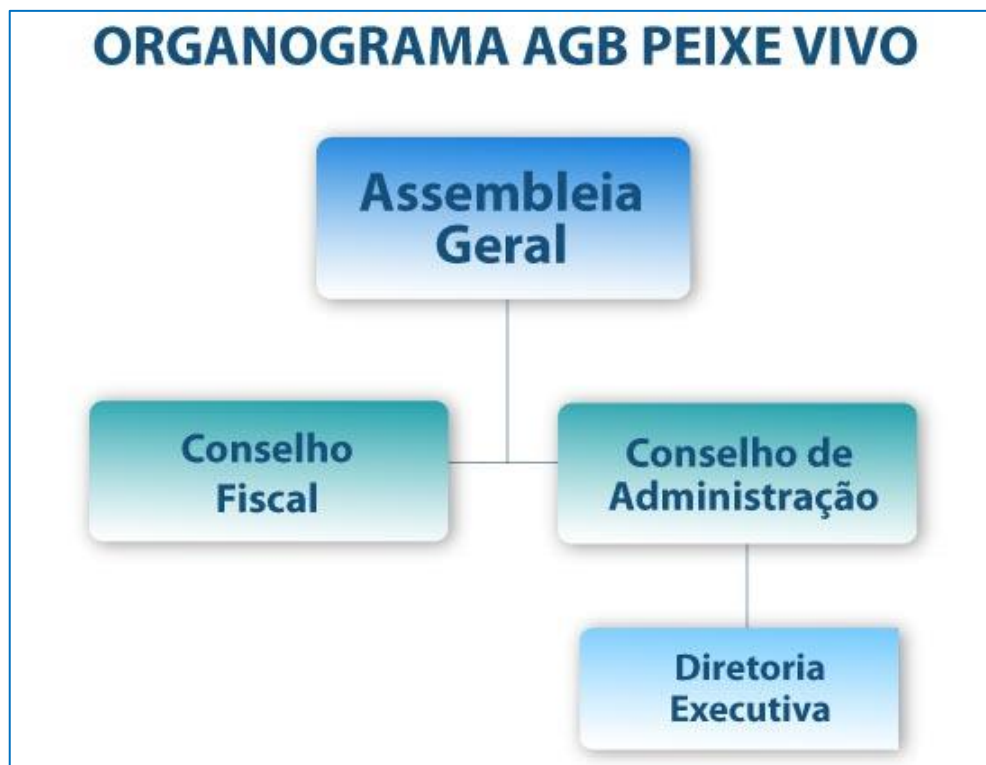 ORGANOGRAMA AGB PEIXE VIVO
Assembleia
Geral
Conselho
Fiscal
Conselho de
Administração
Diretoria
Executiva